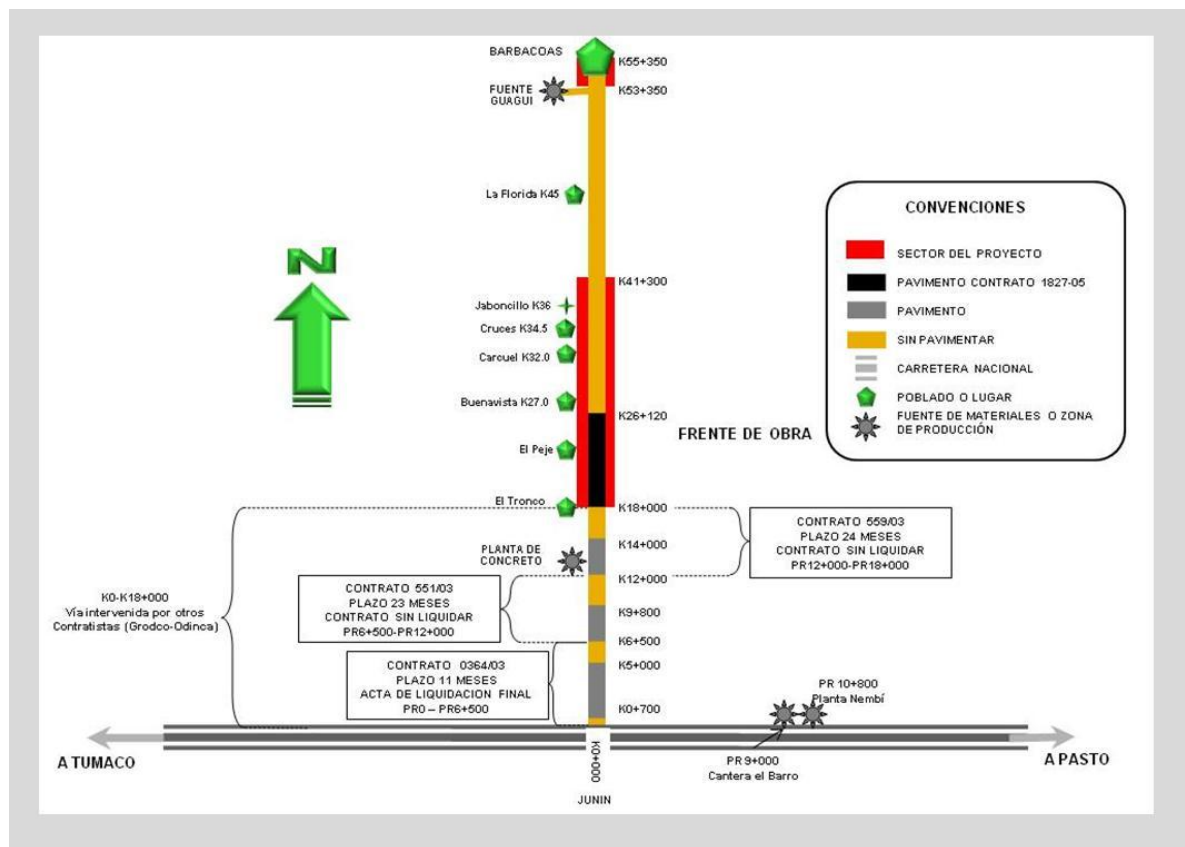 BARBACOAS
K55+350
FUENTE
GUAGUI
K53+350
La Florida K45
K41+300
Jaboncillo K36
Cruces K34.5
Carcuel K32.0
Buenavista K27.0
K26+120
FRENTE DE OBRA
El Peje
El Tronco
K18+000
N
CONVENCIONES
SECTOR DEL PROYECTO
PAVIMENTO CONTRATO 1827-05
PAVIMENTO
SIN PAVIMENTAR
CARRETERA NACIONAL
POBLADO O LUGAR
FUENTE DE MATERIALES O ZONA
DE PRODUCCIÓN
CONTRATO 559/03
PLAZO 24 MESES
CONTRATO SIN LIQUIDAR
PR12+000-PR18+000
K14+000
PLANTA DE
CONCRETO
K12+000
CONTRATO 551/03
PLAZO 23 MESES
CONTRATO SIN LIQUIDAR
PR6+500-PR12+000
K9+800
K6+500
K0-K18+000
Vía intervenida por otros
Contratistas (Grodco-Odinca)
CONTRATO 0364/03
PLAZO 11 MESES
ACTA DE LIQUIDACION FINAL
PR0 – PR6+500
K5+000
K0+700
PR 10+800
Planta Nembí
A TUMACO
K0+000
JUNIN
PR 9+000
Cantera el Barro
A PASTO